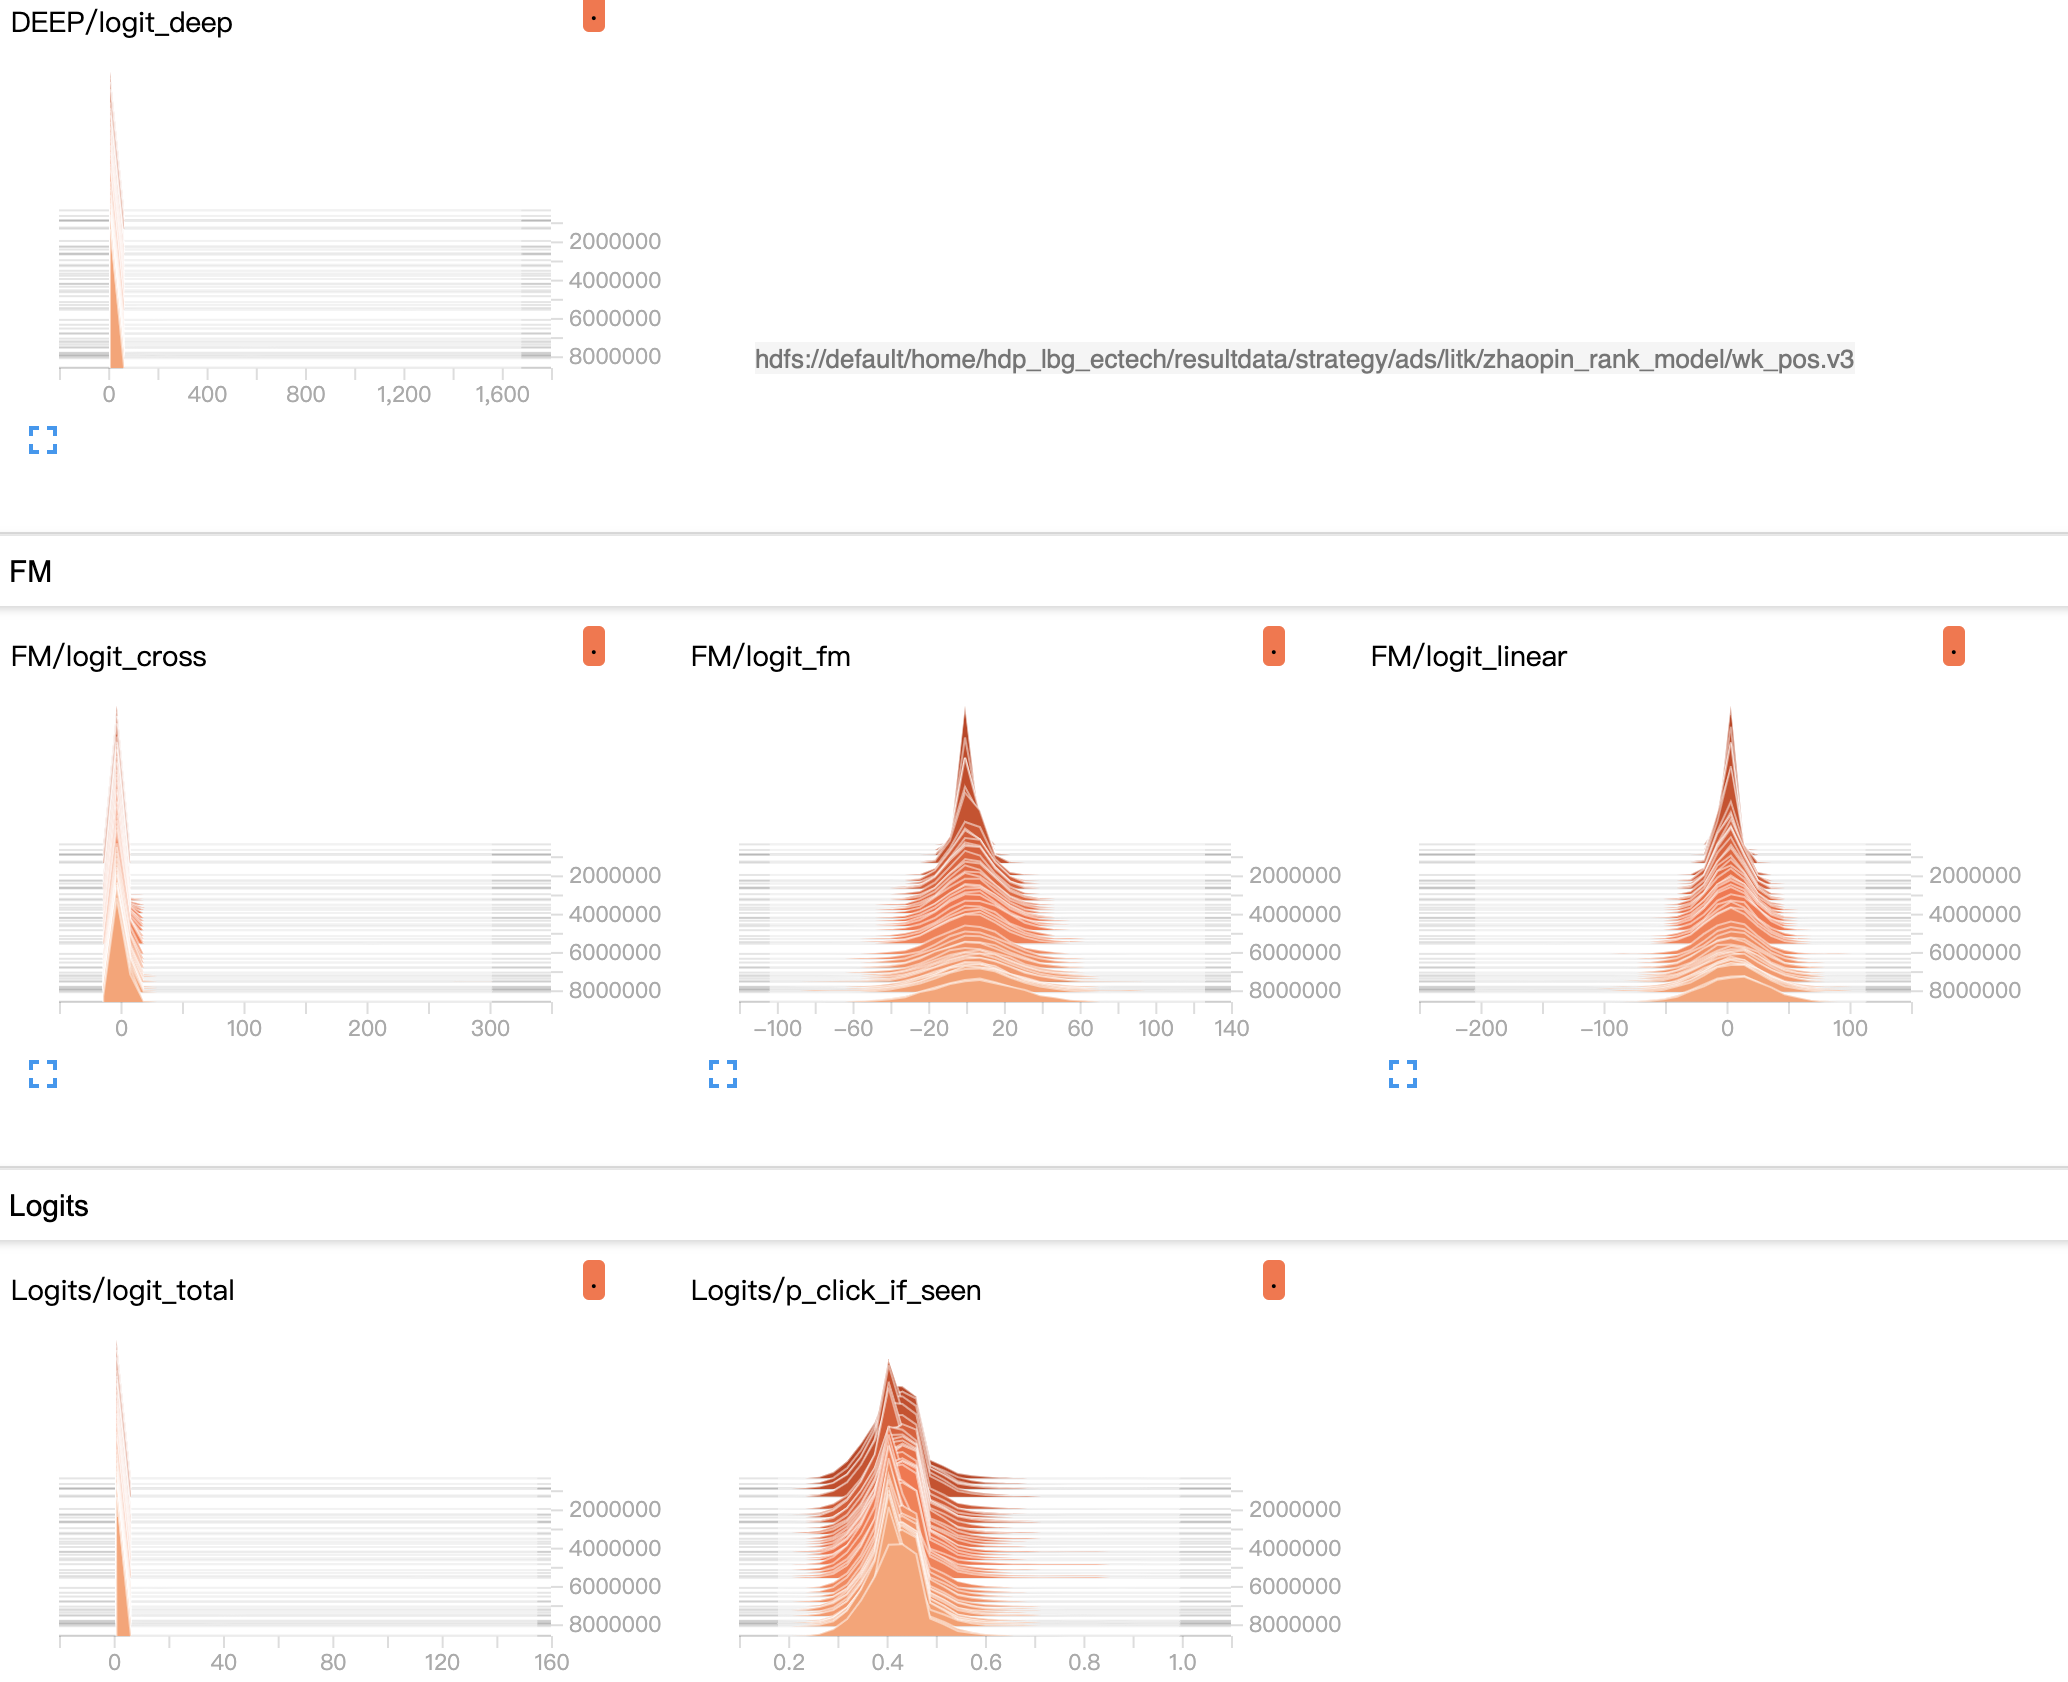 DEEP/logit_deep
.
2000000
4000000
6000000
8000000
0 400 800 1,200 1,600
hdfs://default/home/hdp_lbg_ectech/resultdata/strategy/ads/litk/zhaopin_rank_model/wk_pos.v3
FM
FM/logit_cross
.
2000000
4000000
6000000
8000000
0 100 200 300
FM/logit_fm
.
2000000
4000000
6000000
8000000
−100 −60 −20 20 60 100 140
FM/logit_linear
.
2000000
4000000
6000000
8000000
−200 −100 0 100
Logits
Logits/logit_total
.
2000000
4000000
6000000
8000000
0 40 80 120 160
Logits/p_click_if_seen
.
2000000
4000000
6000000
8000000
0.2 0.4 0.6 0.8 1.0